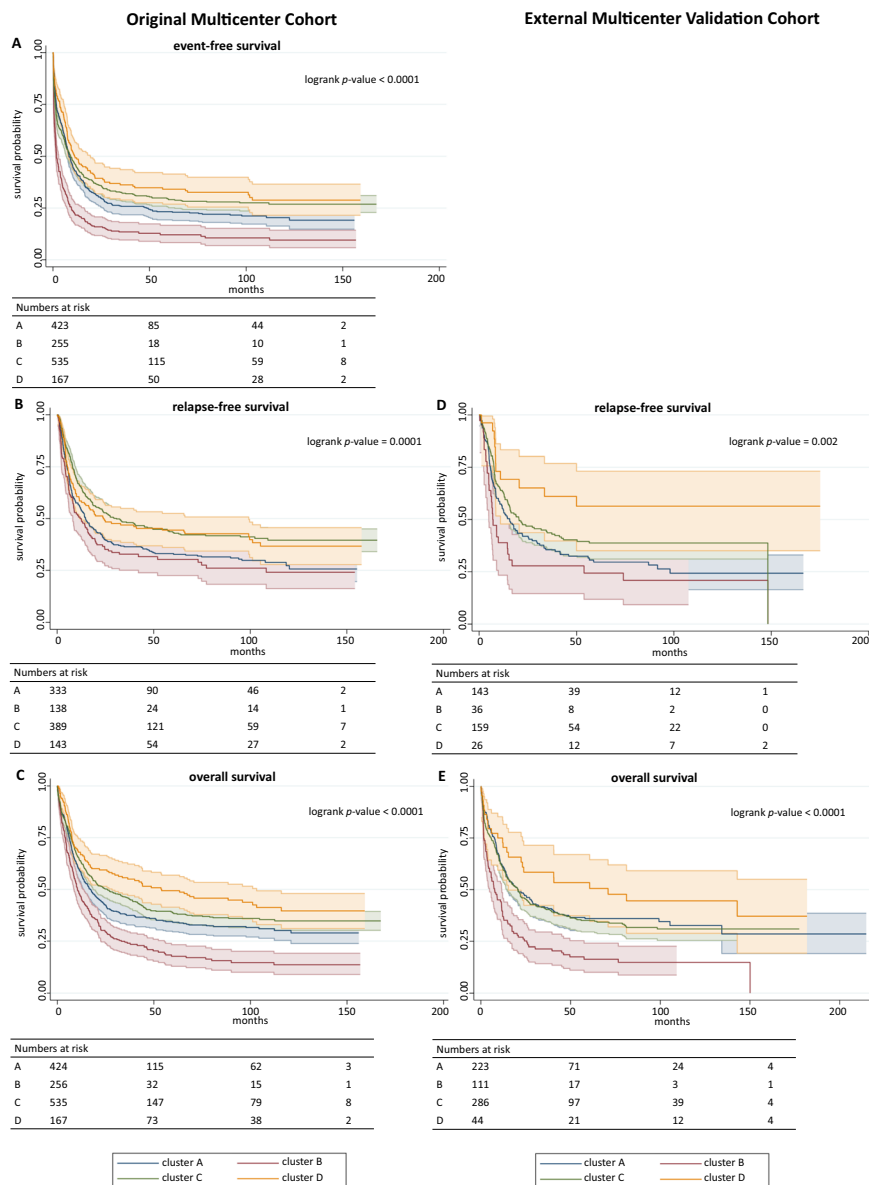 Original Multicenter Cohort
External Multicenter Validation Cohort
A
event-free survival
logrank p-value < 0.0001
survival probability
1.00
0.75
0.50
0.25
0.00
0 50 100 150 200
months
Numbers at risk
A 423 85 44 2
B 255 18 10 1
C 535 115 59 8
D 167 50 28 2
B
relapse-free survival
logrank p-value = 0.0001
survival probability
1.00
0.75
0.50
0.25
0.00
0 50 100 150 200
months
Numbers at risk
A 333 90 46 2
B 138 24 14 1
C 389 121 59 7
D 143 54 27 2
D
relapse-free survival
logrank p-value = 0.002
survival probability
1.00
0.75
0.50
0.25
0.00
0 50 100 150 200
months
Numbers at risk
A 143 39 12 1
B 36 8 2 0
C 159 54 22 0
D 26 12 7 2
C
overall survival
logrank p-value < 0.0001
survival probability
1.00
0.75
0.50
0.25
0.00
0 50 100 150 200
months
Numbers at risk
A 424 115 62 3
B 256 32 15 1
C 535 147 79 8
D 167 73 38 2
E
overall survival
logrank p-value < 0.0001
survival probability
1.00
0.75
0.50
0.25
0.00
0 50 100 150 200
months
Numbers at risk
A 223 71 24 4
B 111 17 3 1
C 286 97 39 4
D 44 21 12 4
cluster A cluster B
cluster C cluster D
cluster A cluster B
cluster C cluster D